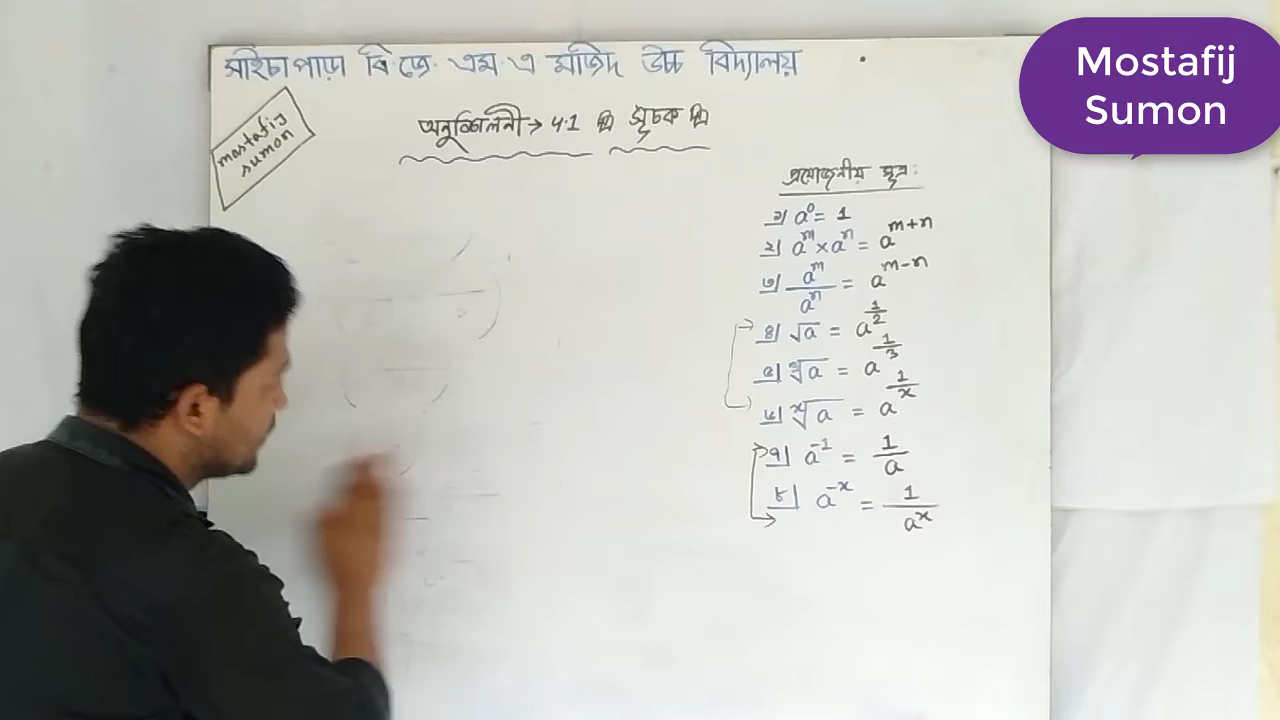 সাইচাপাড়া বি.জে. এম. এ মজিদ উচ্চ বিদ্যালয়
Mostafij
Sumon
mostafij
sumon
অনুশিলনী → 4.1 সূচক
প্রয়োজনীয় সূত্র:
১| a⁰ = 1
২| aᵐ × aⁿ = aᵐ⁺ⁿ
৩| aᵐ/aⁿ = aᵐ⁻ⁿ
৪| √a = a^(1/2)
৫| ∛a = a^(1/3)
৬| ˣ√a = a^(1/x)
৭| a⁻¹ = 1/a
৮| a⁻ˣ = 1/aˣ